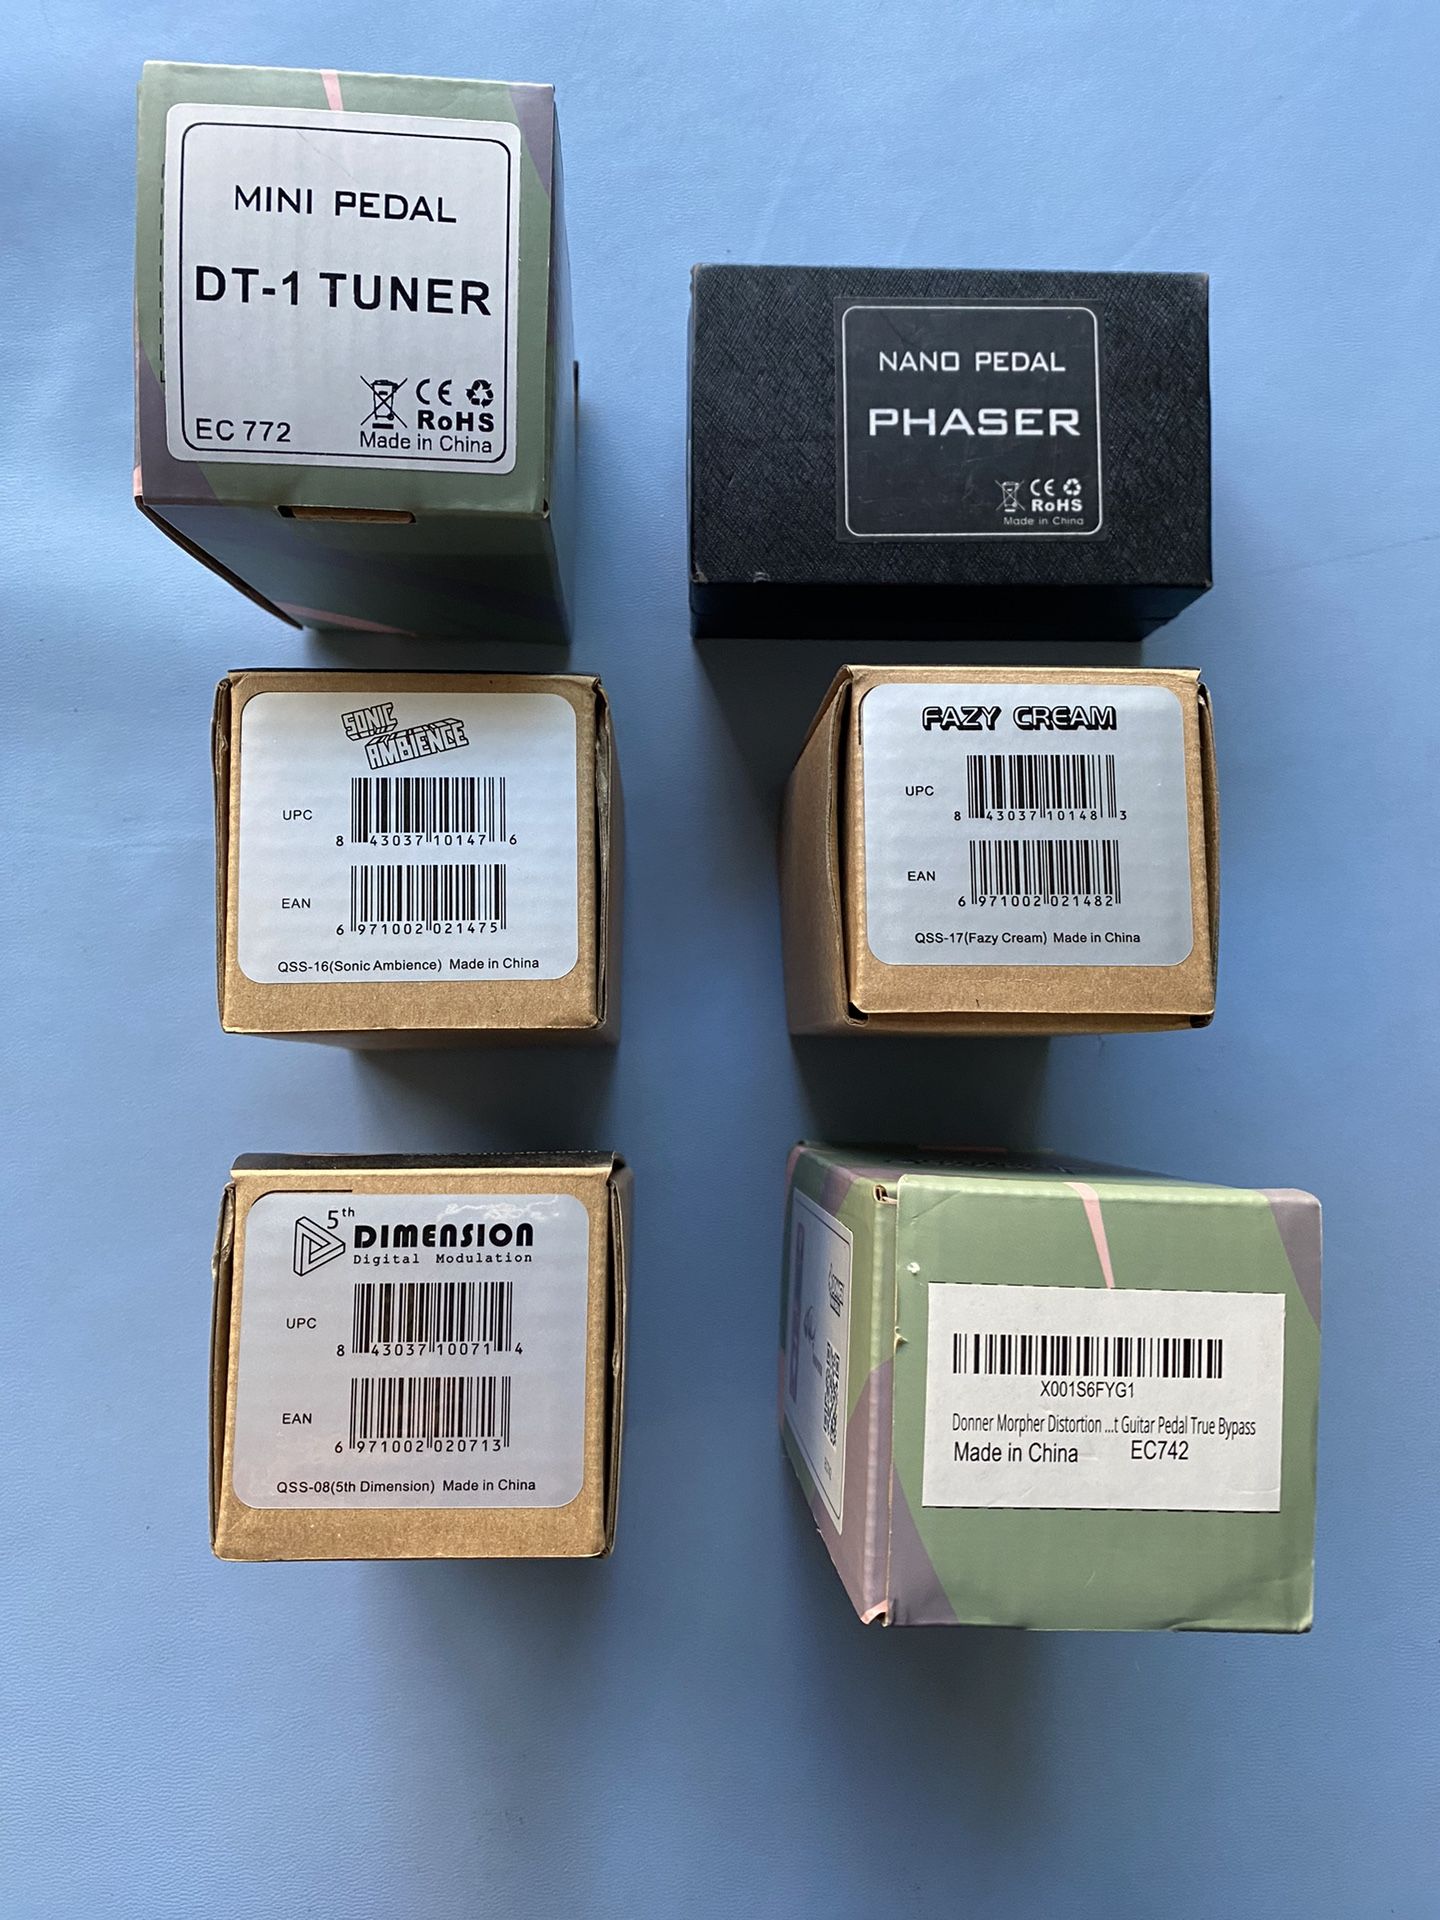 MINI PEDAL
DT-1 TUNER
CE
RoHS
EC 772
Made in China
NANO PEDAL
PHASER
CE
RoHS
Made in China
SONIC
AMBIENCE
UPC
8 43037 10147 6
EAN
6 971002 021475
QSS-16(Sonic Ambience) Made in China
FAZY CREAM
UPC
8 43037 10148 3
EAN
6 971002 021482
QSS-17(Fazy Cream) Made in China
5th
DIMENSION
Digital Modulation
UPC
8 43037 10071 4
EAN
6 971002 020713
QSS-08(5th Dimension) Made in China
X001S6FYG1
Donner Morpher Distortion ...t Guitar Pedal True Bypass
Made in China EC742